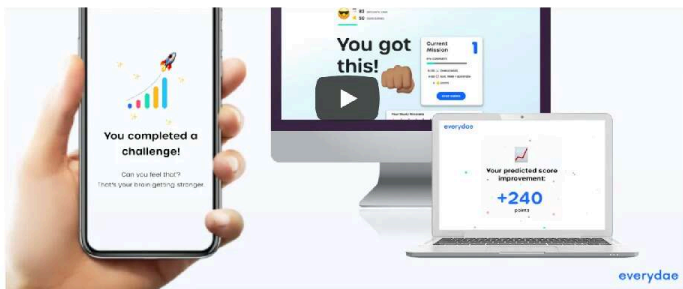 You completed a
challenge!
Can you feel that?
That's your brain getting stronger.
You got
this!
Current
Mission
1
everydae
Your predicted score
improvement:
+240
POINTS
everydae